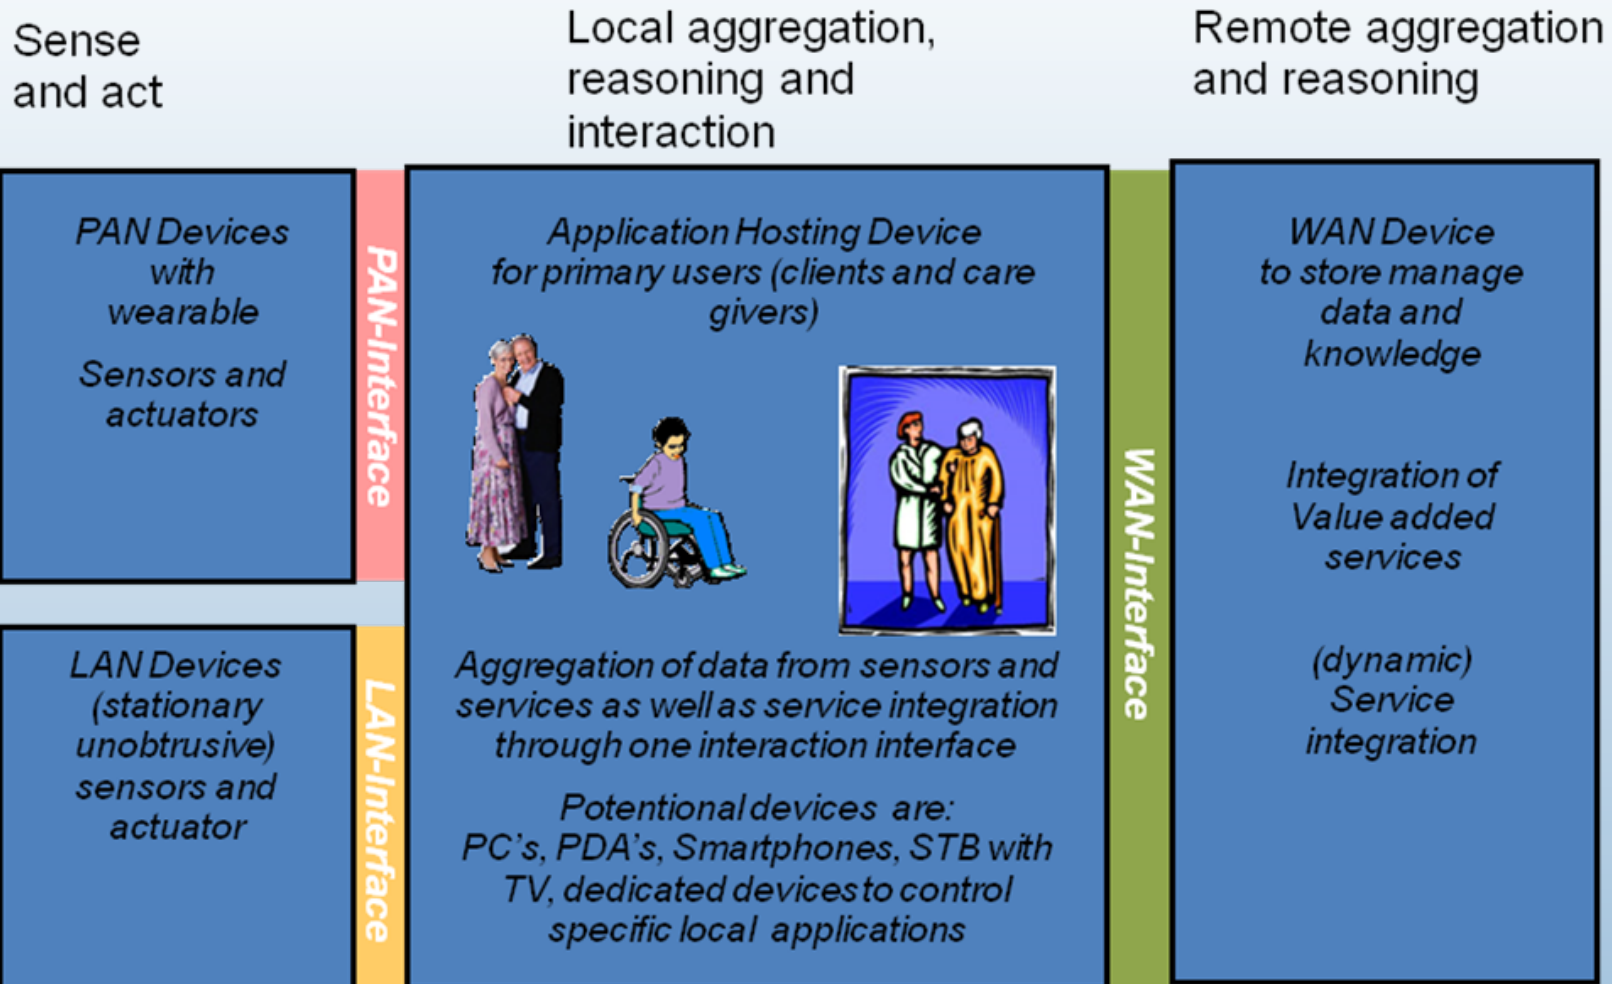 Sense
and act
Local aggregation,
reasoning and
interaction
Remote aggregation
and reasoning
PAN Devices
with
wearable
Sensors and
actuators
PAN-Interface
LAN Devices
(stationary
unobtrusive)
sensors and
actuator
LAN-Interface
Application Hosting Device
for primary users (clients and care
givers)
Aggregation of data from sensors and
services as well as service integration
through one interaction interface
Potentional devices are:
PC's, PDA's, Smartphones, STB with
TV, dedicated devices to control
specific local applications
WAN-Interface
WAN Device
to store manage
data and
knowledge
Integration of
Value added
services
(dynamic)
Service
integration